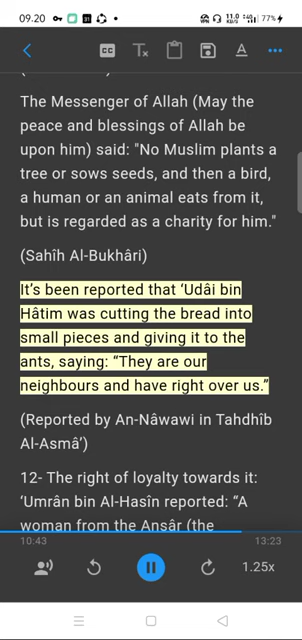 09.20
77%
CC
The Messenger of Allah (May the
peace and blessings of Allah be
upon him) said: "No Muslim plants a
tree or sows seeds, and then a bird,
a human or an animal eats from it,
but is regarded as a charity for him."
(Sahîh Al-Bukhâri)
It’s been reported that ‘Udâi bin
Hâtim was cutting the bread into
small pieces and giving it to the
ants, saying: “They are our
neighbours and have right over us.”
(Reported by An-Nâwawi in Tahdhîb
Al-Asmâ’)
12- The right of loyalty towards it:
‘Umrân bin Al-Hasîn reported: “A
woman from the Ansâr (the
10:43
13:23
1.25x